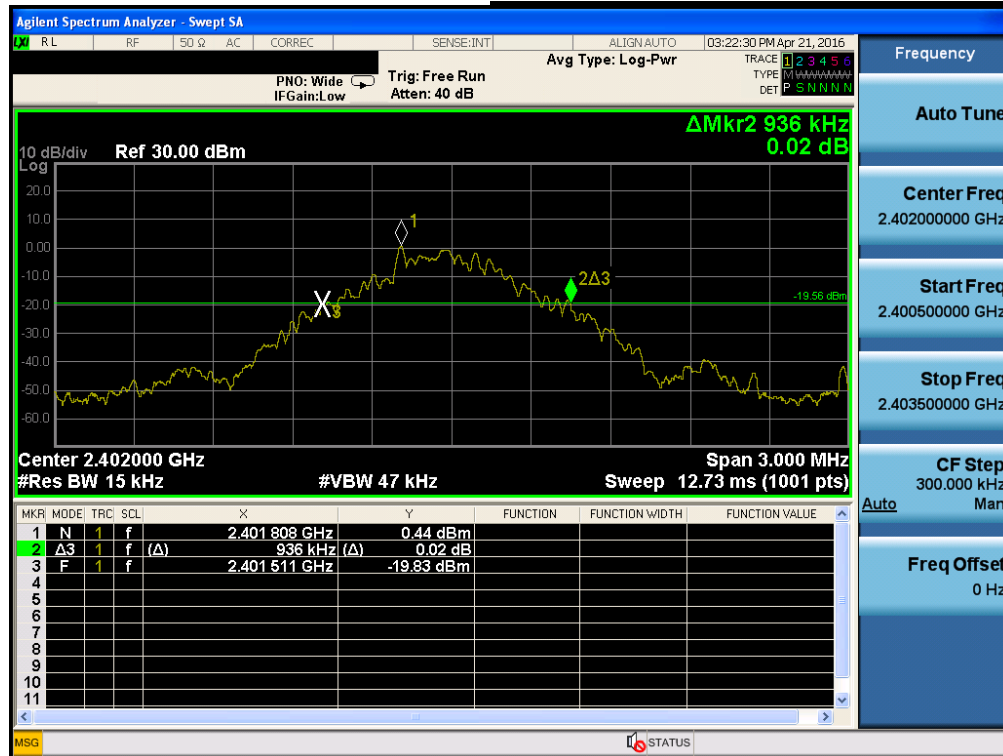 Agilent Spectrum Analyzer - Swept SA
LXI RL RF 50 Ω AC CORREC SENSE:INT ALIGN AUTO 03:22:30 PM Apr 21, 2016
Frequency
Avg Type: Log-Pwr TRACE 1 2 3 4 5 6
PNO: Wide Trig: Free Run TYPE M W W W W W
IFGain:Low Atten: 40 dB DET P S N N N N
Auto Tune
ΔMkr2 936 kHz
10 dB/div Ref 30.00 dBm 0.02 dB
Log
20.0
10.0
0.00
-10.0
-20.0
-30.0
-40.0
-50.0
-60.0
1
2Δ3
3
-19.56 dBm
Center Freq
2.402000000 GHz
Start Freq
2.400500000 GHz
Stop Freq
2.403500000 GHz
Center 2.402000 GHz Span 3.000 MHz
#Res BW 15 kHz #VBW 47 kHz Sweep 12.73 ms (1001 pts)
CF Step
300.000 kHz
Auto Man
MKR MODE TRC SCL X Y FUNCTION FUNCTION WIDTH FUNCTION VALUE
1 N 1 f 2.401 808 GHz 0.44 dBm
2 Δ3 1 f (Δ) 936 kHz (Δ) 0.02 dB
3 F 1 f 2.401 511 GHz -19.83 dBm
4
5
6
7
8
9
10
11
Freq Offset
0 Hz
MSG STATUS